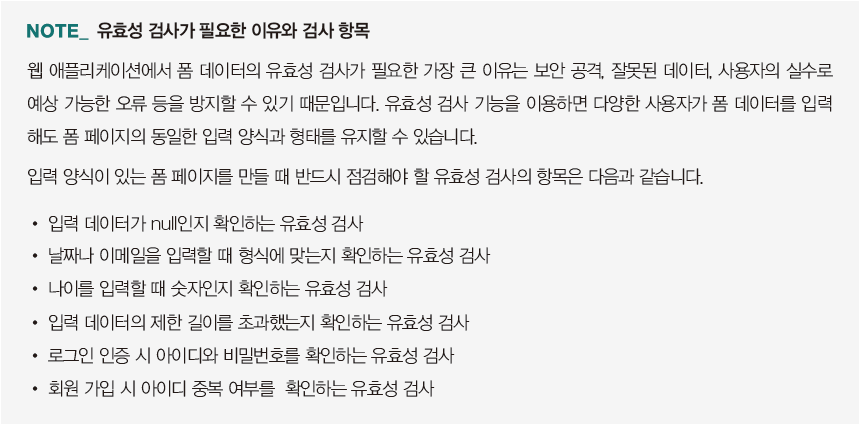 NOTE_ 유효성 검사가 필요한 이유와 검사 항목
웹 애플리케이션에서 폼 데이터의 유효성 검사가 필요한 가장 큰 이유는 보안 공격, 잘못된 데이터, 사용자의 실수로
예상 가능한 오류 등을 방지할 수 있기 때문입니다. 유효성 검사 기능을 이용하면 다양한 사용자가 폼 데이터를 입력
해도 폼 페이지의 동일한 입력 양식과 형태를 유지할 수 있습니다.
입력 양식이 있는 폼 페이지를 만들 때 반드시 점검해야 할 유효성 검사의 항목은 다음과 같습니다.
• 입력 데이터가 null인지 확인하는 유효성 검사
• 날짜나 이메일을 입력할 때 형식에 맞는지 확인하는 유효성 검사
• 나이를 입력할 때 숫자인지 확인하는 유효성 검사
• 입력 데이터의 제한 길이를 초과했는지 확인하는 유효성 검사
• 로그인 인증 시 아이디와 비밀번호를 확인하는 유효성 검사
• 회원 가입 시 아이디 중복 여부를 확인하는 유효성 검사